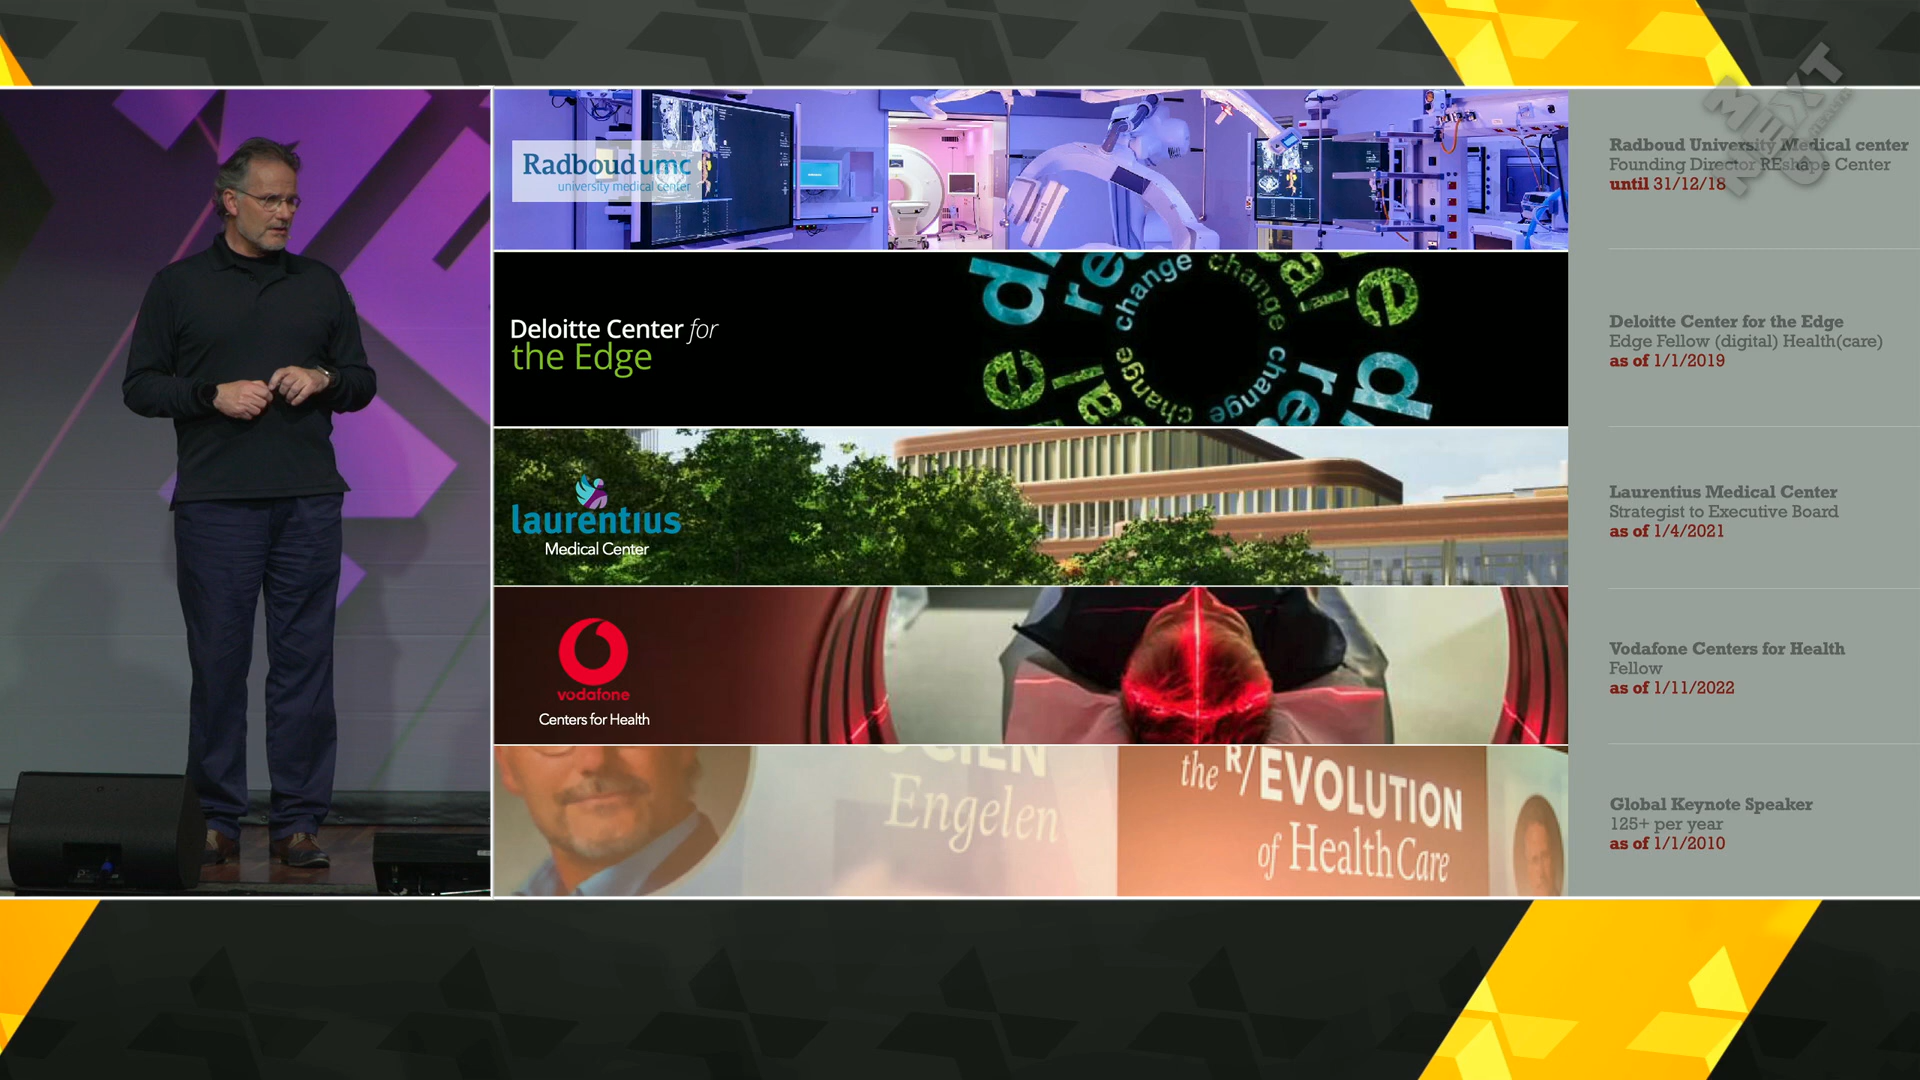 Radboudumc
university medical center
Radboud University Medical center
Founding Director REshape Center
until 31/12/18
NEXT
Deloitte Center for
the Edge
change change change change change
Deloitte Center for the Edge
Edge Fellow (digital) Health(care)
as of 1/1/2019
laurentius
Medical Center
Laurentius Medical Center
Strategist to Executive Board
as of 1/4/2021
vodafone
Centers for Health
Vodafone Centers for Health
Fellow
as of 1/11/2022
Engelen
the R/EVOLUTION
of HealthCare
Global Keynote Speaker
125+ per year
as of 1/1/2010